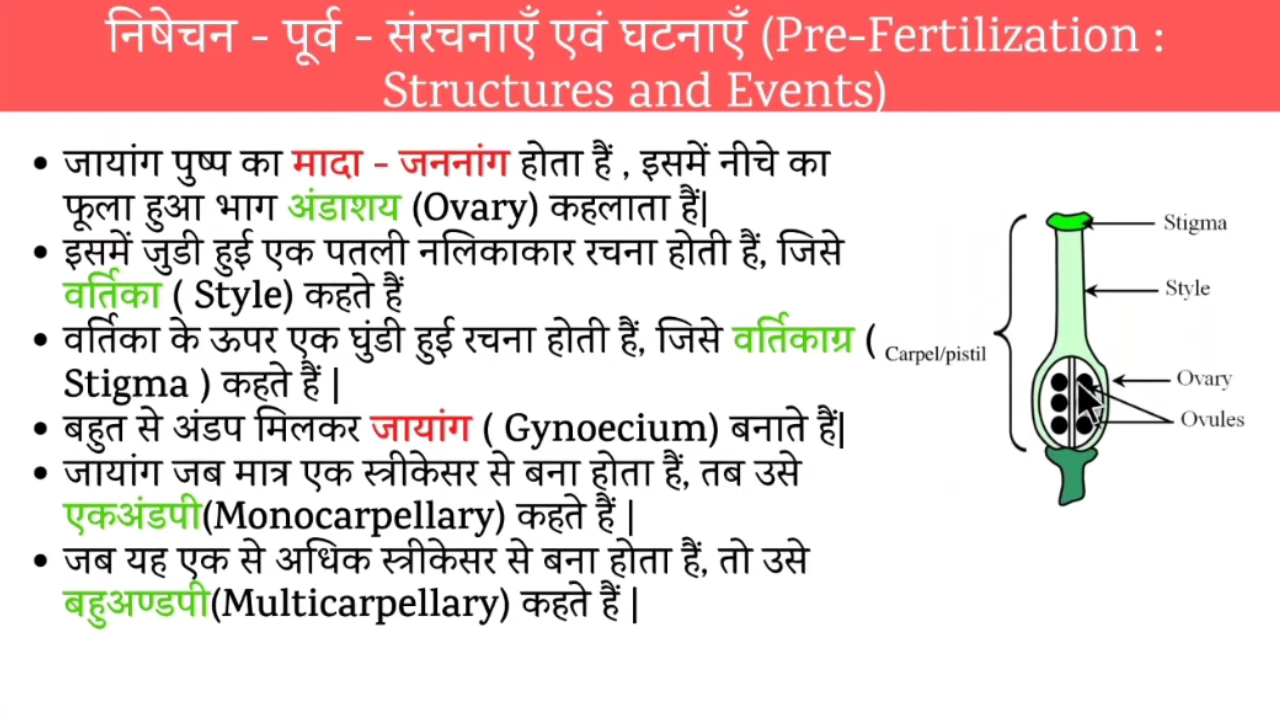 निषेचन - पूर्व - संरचनाएँ एवं घटनाएँ (Pre-Fertilization :
Structures and Events)
• जायांग पुष्प का मादा - जननांग होता हैं , इसमें नीचे का
फूला हुआ भाग अंडाशय (Ovary) कहलाता हैं|
• इसमें जुडी हुई एक पतली नलिकाकार रचना होती हैं, जिसे
वर्तिका ( Style) कहते हैं
• वर्तिका के ऊपर एक घुंडी हुई रचना होती हैं, जिसे वर्तिकाग्र (
Stigma ) कहते हैं |
• बहुत से अंडप मिलकर जायांग ( Gynoecium) बनाते हैं|
• जायांग जब मात्र एक स्त्रीकेसर से बना होता हैं, तब उसे
एकअंडपी(Monocarpellary) कहते हैं |
• जब यह एक से अधिक स्त्रीकेसर से बना होता हैं, तो उसे
बहुअण्डपी(Multicarpellary) कहते हैं |
Stigma
Style
Carpel/pistil
Ovary
Ovules